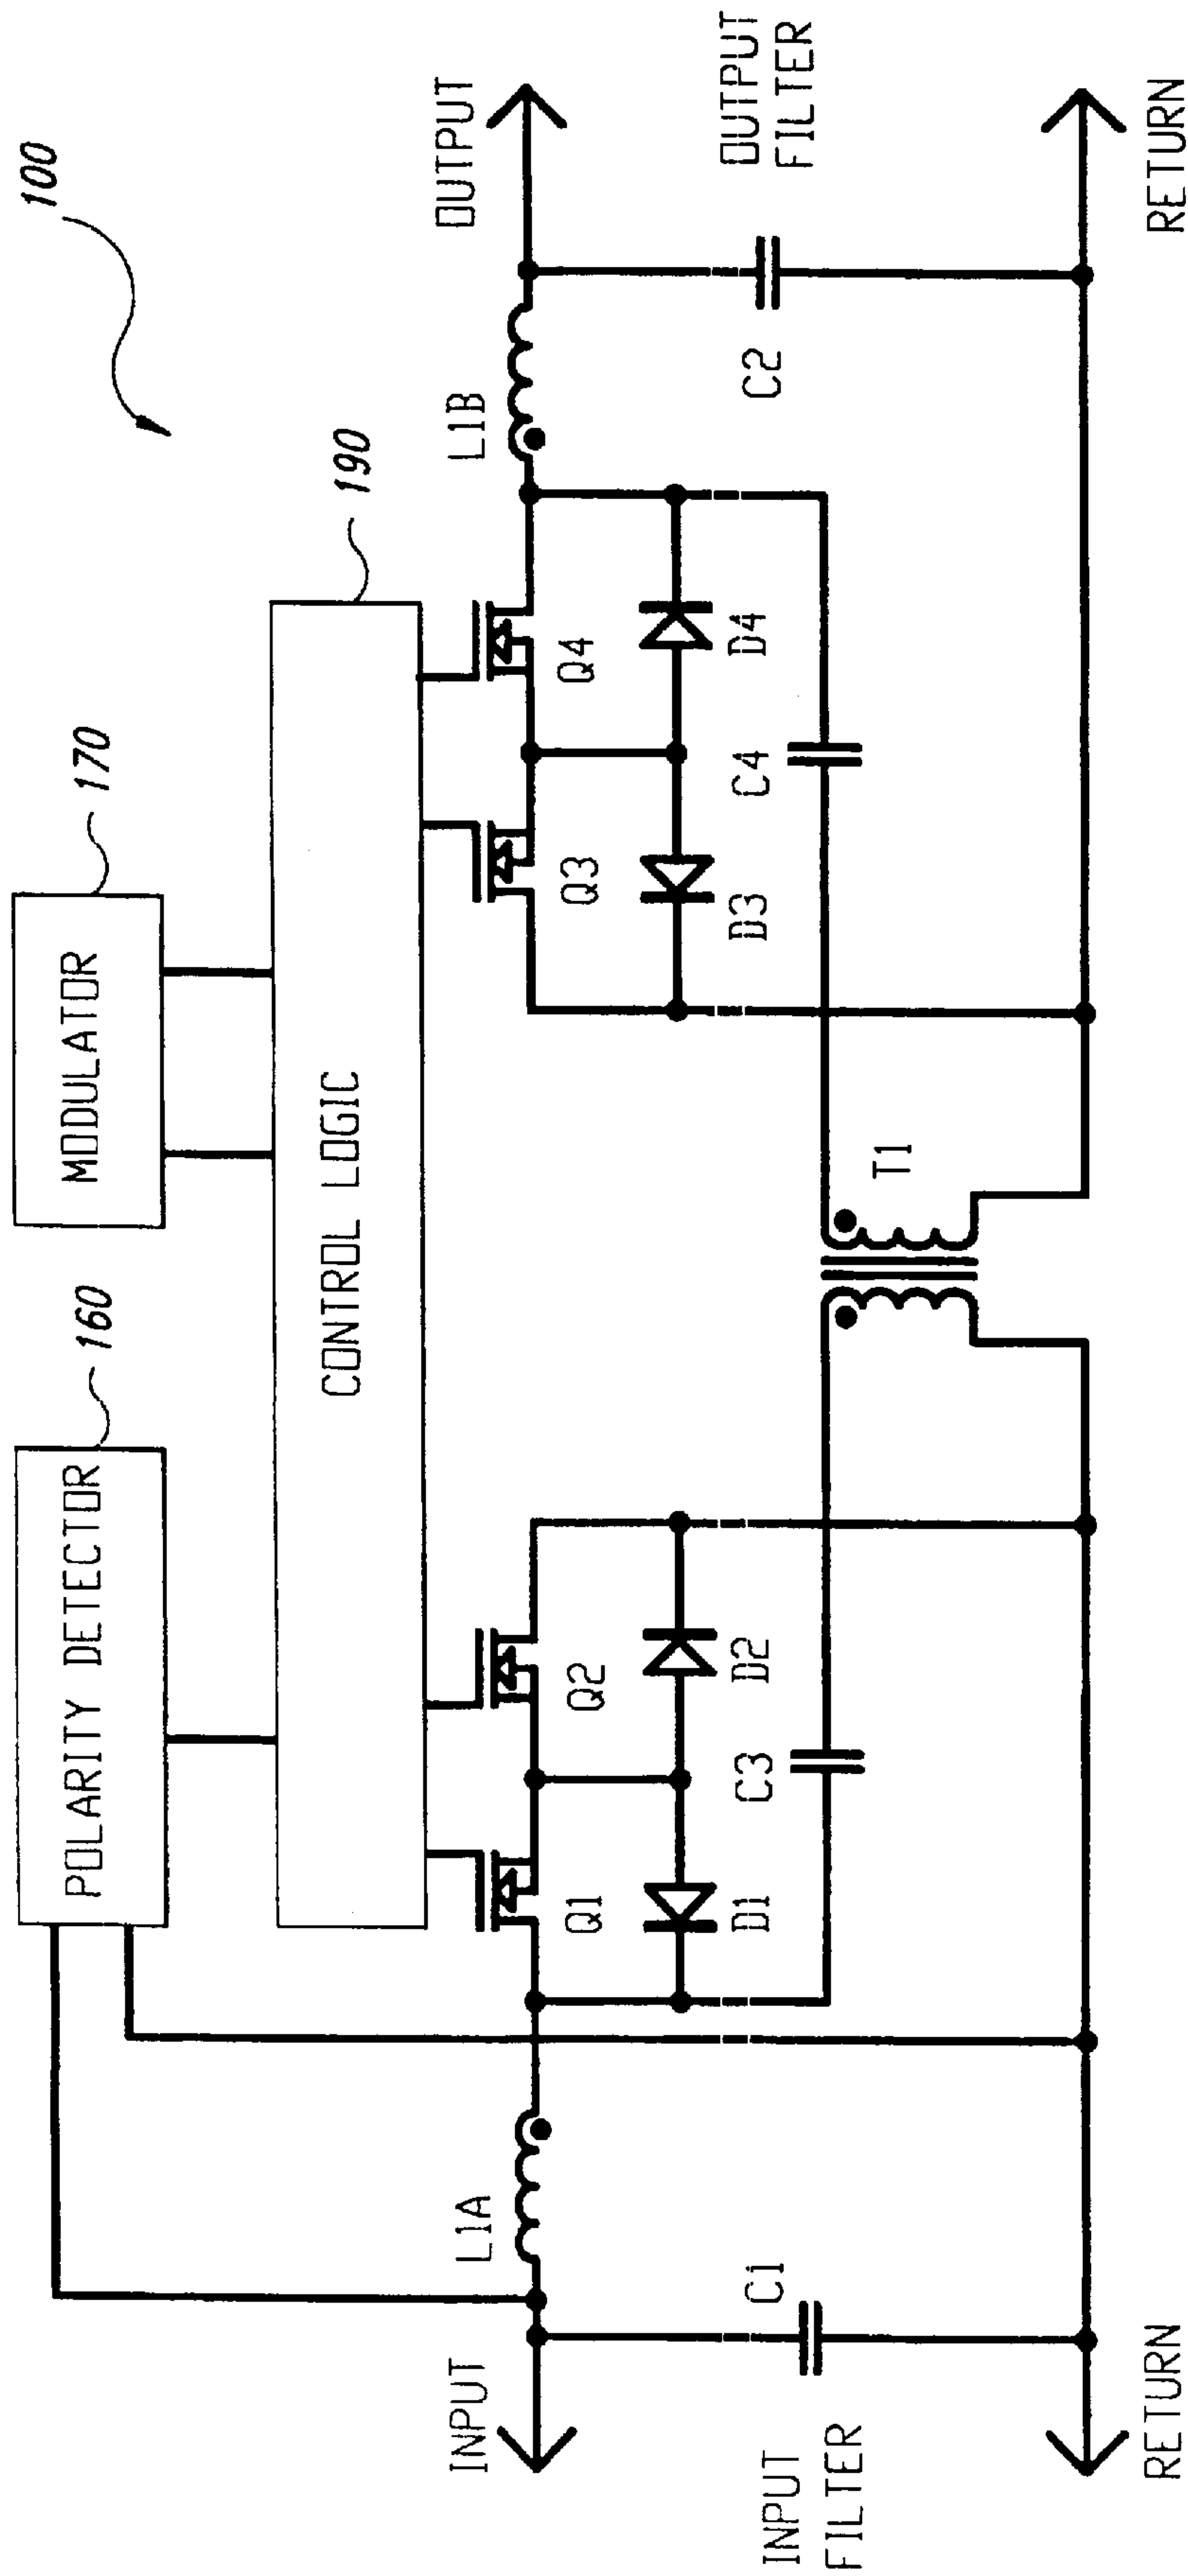 100
POLARITY DETECTOR
160
MODULATOR
170
CONTROL LOGIC
190
INPUT
L1A
Q1
Q2
Q3
Q4
L1B
OUTPUT
D1
D2
D3
D4
INPUT
FILTER
C1
C3
C4
C2
OUTPUT
FILTER
T1
RETURN
RETURN